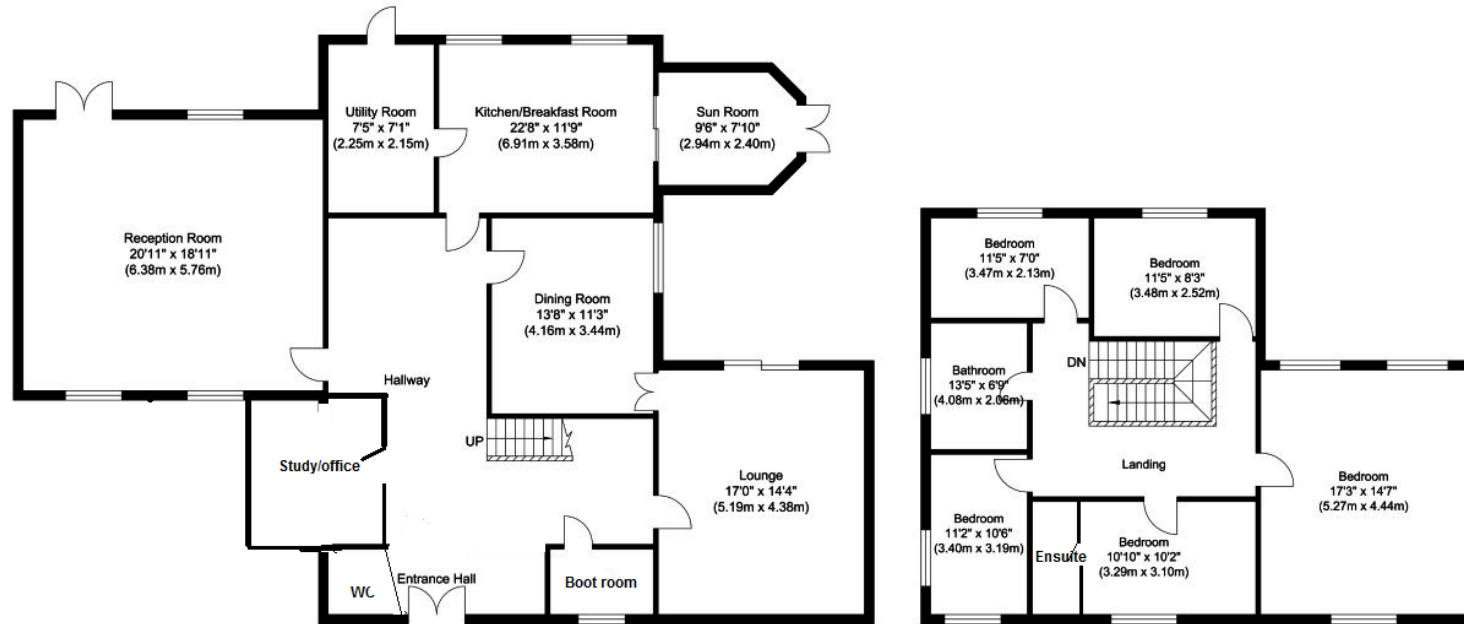 Utility Room
7'5" x 7'1"
(2.25m x 2.15m)
Kitchen/Breakfast Room
22'8" x 11'9"
(6.91m x 3.58m)
Sun Room
9'6" x 7'10"
(2.94m x 2.40m)
Reception Room
20'11" x 18'11"
(6.38m x 5.76m)
Dining Room
13'8" x 11'3"
(4.16m x 3.44m)
Hallway
UP
Study/office
Lounge
17'0" x 14'4"
(5.19m x 4.38m)
WC
Entrance Hall
Boot room
Bedroom
11'5" x 7'0"
(3.47m x 2.13m)
Bedroom
11'5" x 8'3"
(3.48m x 2.52m)
DN
Bathroom
13'5" x 6'9"
(4.08m x 2.06m)
Landing
Bedroom
17'3" x 14'7"
(5.27m x 4.44m)
Bedroom
11'2" x 10'6"
(3.40m x 3.19m)
Ensuite
Bedroom
10'10" x 10'2"
(3.29m x 3.10m)